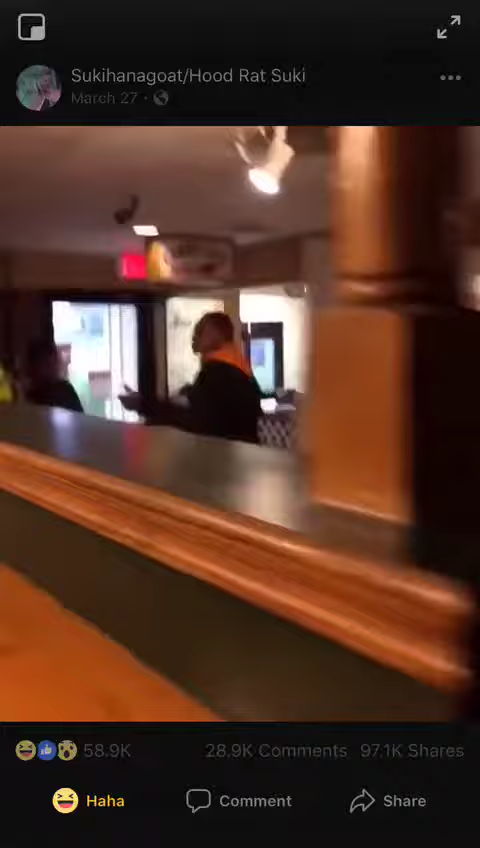 Sukihanagoat/Hood Rat Suki
March 27 ·
58.9K 28.9K Comments 97.1K Shares
Haha Comment Share